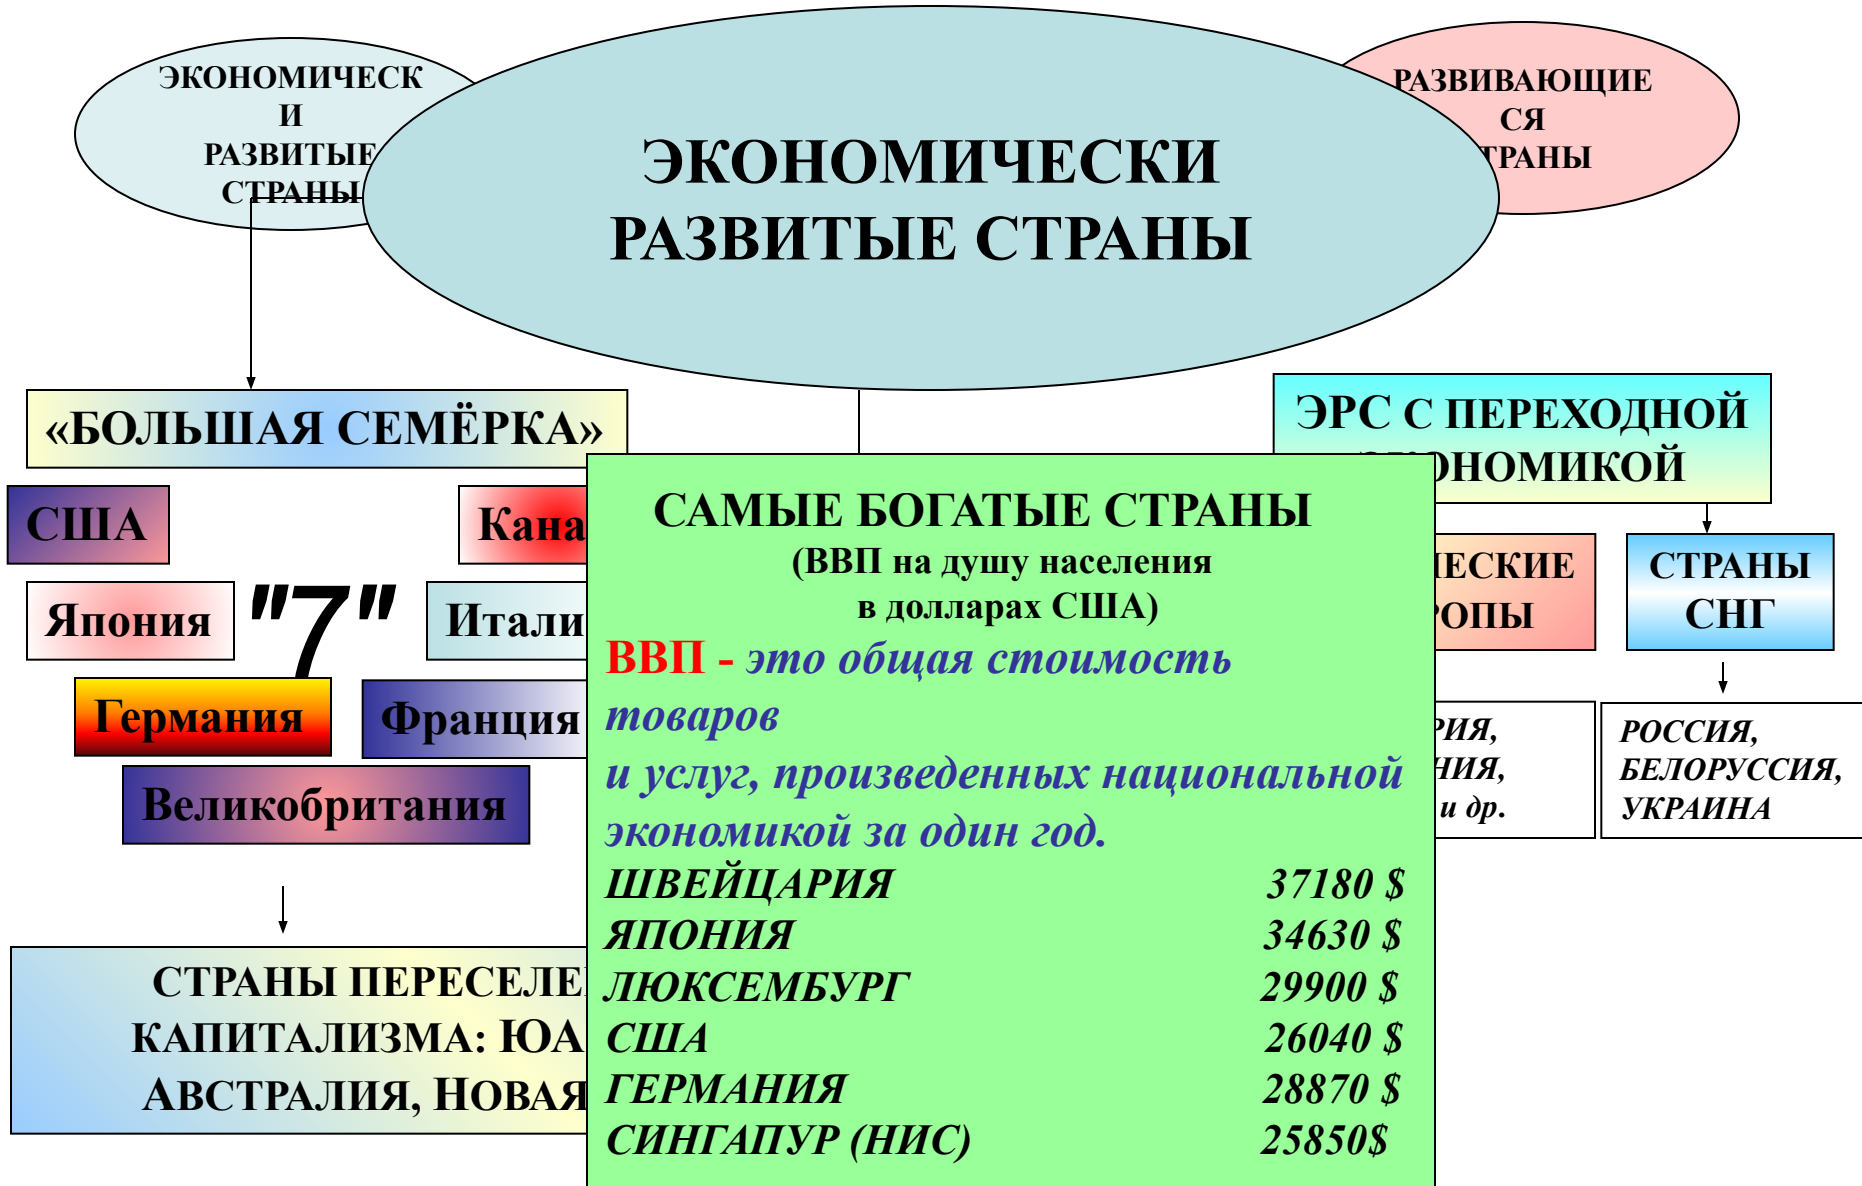 ЭКОНОМИЧЕСК
И
РАЗВИТЫЕ
СТРАНЫ
ЭКОНОМИЧЕСКИ
РАЗВИТЫЕ СТРАНЫ
РАЗВИВАЮЩИЕ
СЯ
ТРАНЫ
«БОЛЬШАЯ СЕМЁРКА»
США
Кана
Япония
"7"
Итали
Германия
Франция
Великобритания
СТРАНЫ ПЕРЕСЕЛЕ
КАПИТАЛИЗМА: ЮА
АВСТРАЛИЯ, НОВАЯ
САМЫЕ БОГАТЫЕ СТРАНЫ
(ВВП на душу населения
в долларах США)
ВВП - это общая стоимость
товаров
и услуг, произведенных национальной
экономикой за один год.
ШВЕЙЦАРИЯ 37180 $
ЯПОНИЯ 34630 $
ЛЮКСЕМБУРГ 29900 $
США 26040 $
ГЕРМАНИЯ 28870 $
СИНГАПУР (НИС) 25850$
ЭРС С ПЕРЕХОДНОЙ
ЭКОНОМИКОЙ
ЧЕСКИЕ
РОПЫ
РИЯ,
НИЯ,
и др.
СТРАНЫ
СНГ
РОССИЯ,
БЕЛОРУССИЯ,
УКРАИНА